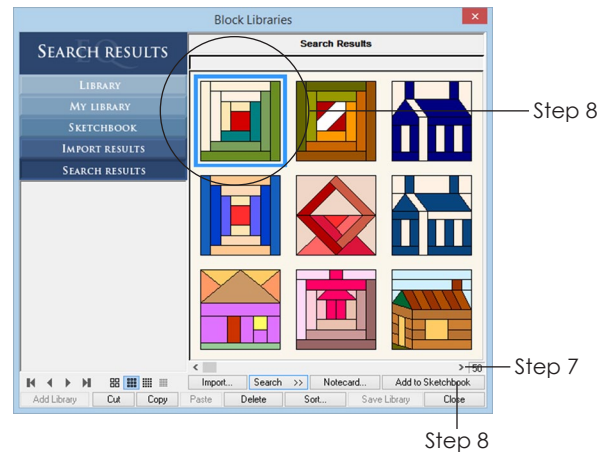 Block Libraries
×
SEARCH RESULTS
Search Results
LIBRARY
MY LIBRARY
SKETCHBOOK
IMPORT RESULTS
SEARCH RESULTS
Step 8
< > 50
Step 7
Import... Search >> Notecard... Add to Sketchbook
Add Library Cut Copy Paste Delete Sort... Save Library Close
Step 8